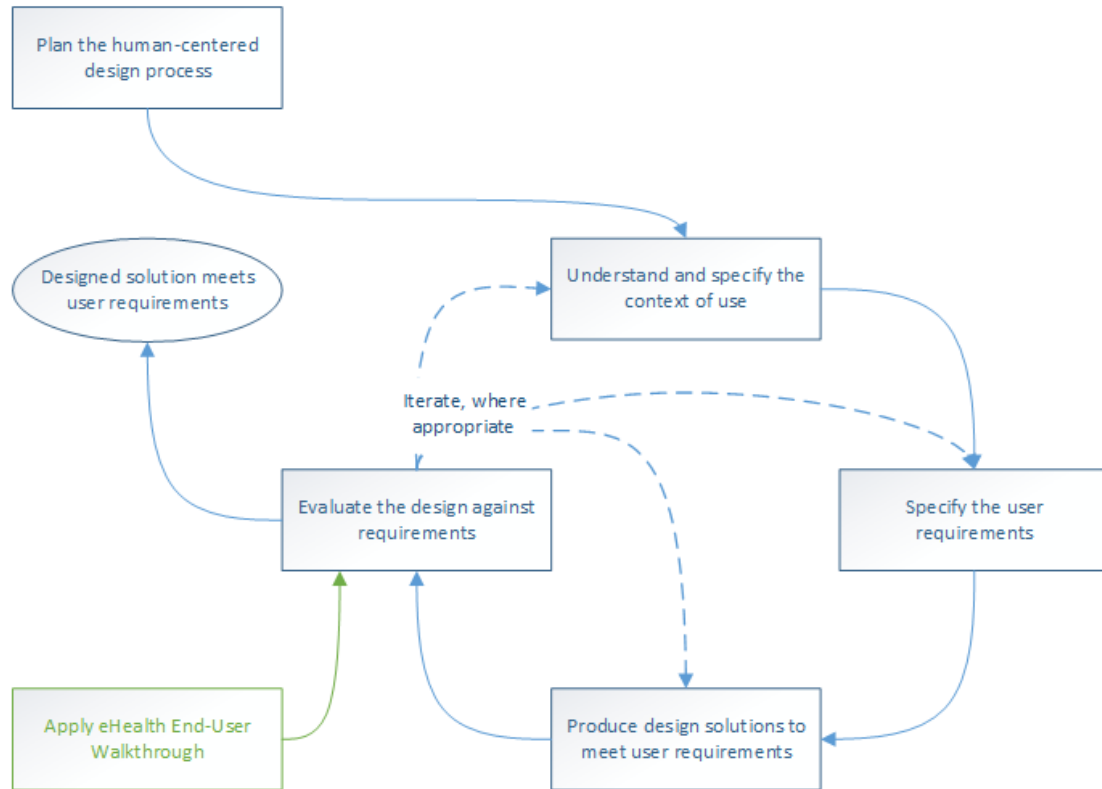 Plan the human-centered
design process
Designed solution meets
user requirements
Understand and specify the
context of use
Iterate, where
appropriate
Evaluate the design against
requirements
Specify the user
requirements
Apply eHealth End-User
Walkthrough
Produce design solutions to
meet user requirements